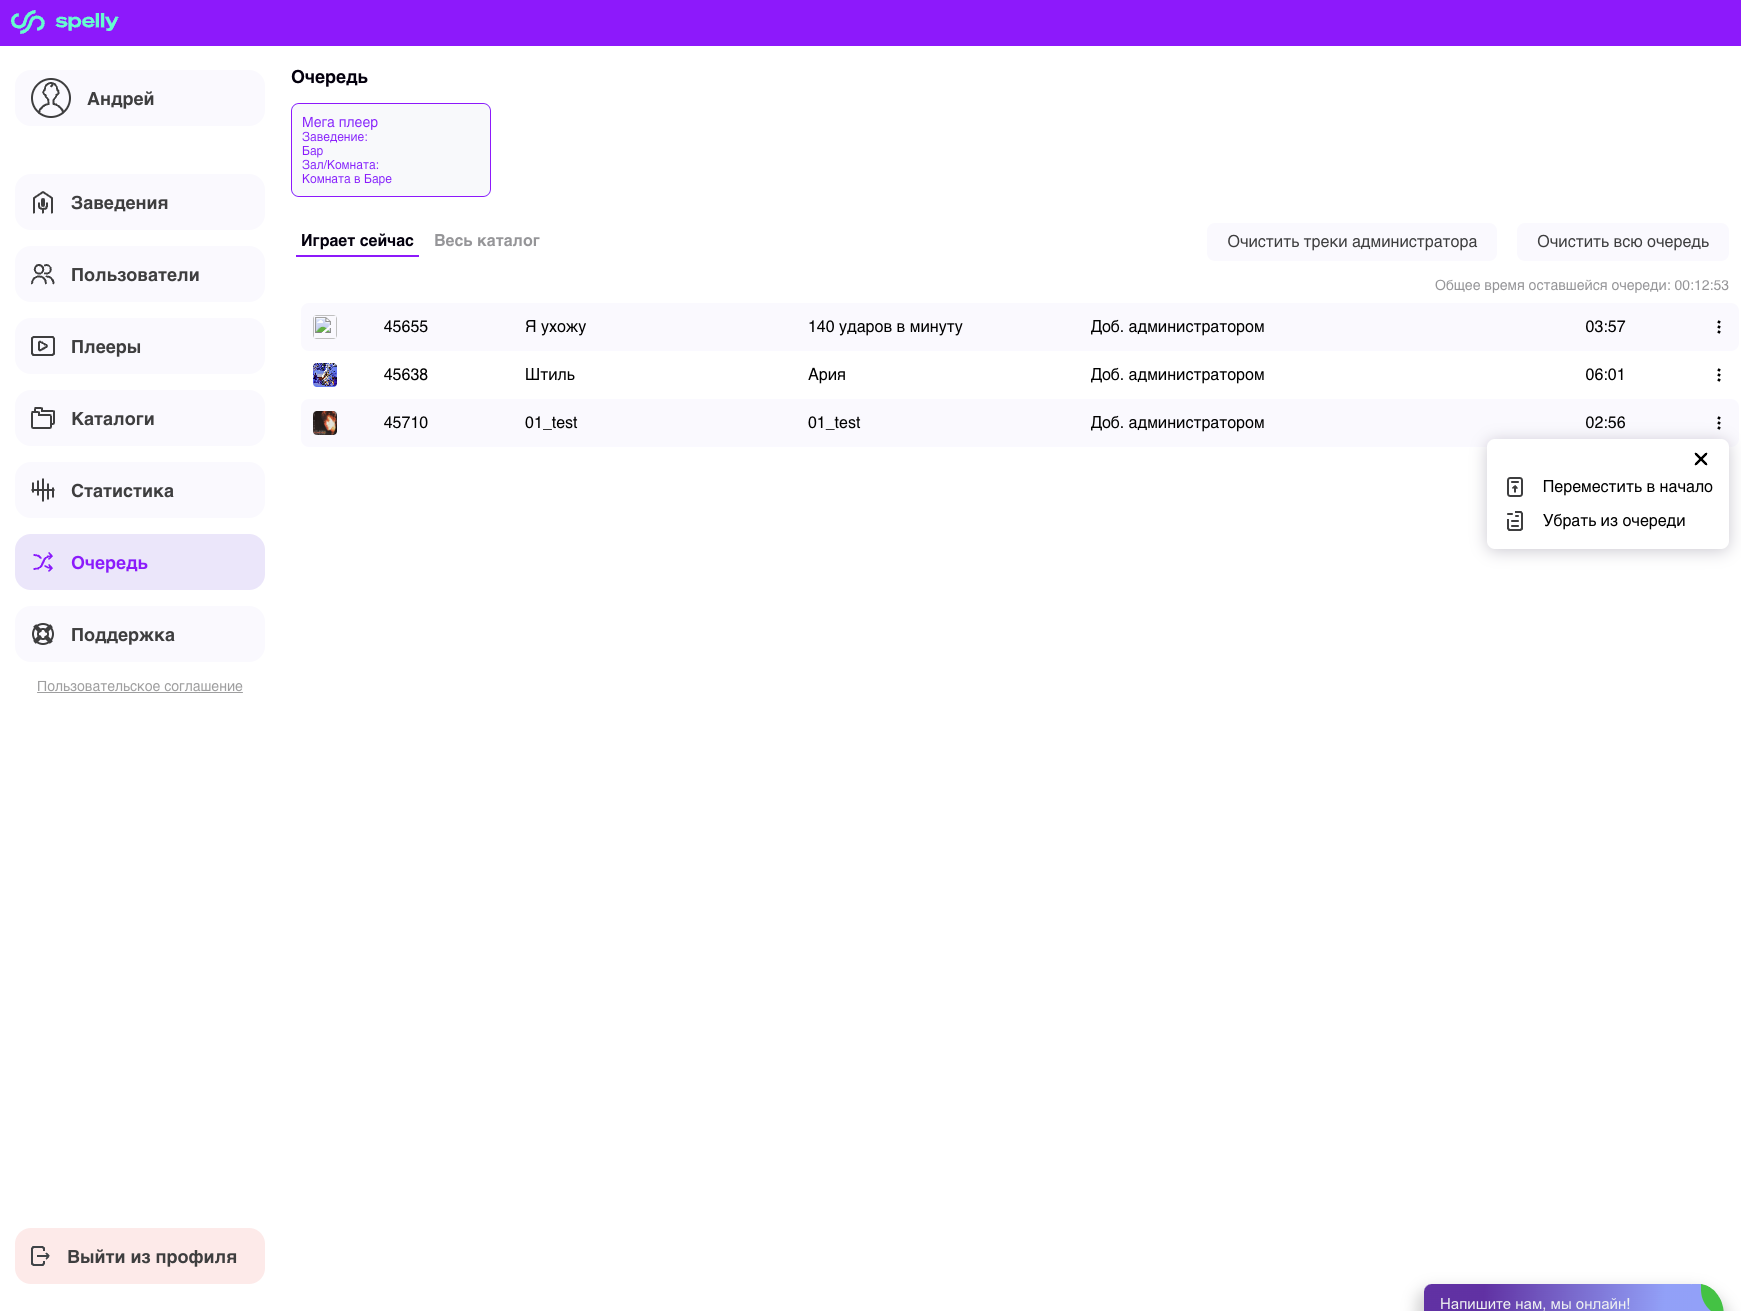 spelly
Андрей
Заведения
Пользователи
Плееры
Каталоги
Статистика
Очередь
Поддержка
Пользовательское соглашение
Выйти из профиля
Очередь
Мега плеер
Заведение:
Бар
Зал/Комната:
Комната в Баре
Играет сейчас Весь каталог
Очистить треки администратора Очистить всю очередь
Общее время оставшейся очереди: 00:12:53
45655 Я ухожу 140 ударов в минуту Доб. администратором 03:57
45638 Штиль Ария Доб. администратором 06:01
45710 01_test 01_test Доб. администратором 02:56
Переместить в начало
Убрать из очереди
Напишите нам, мы онлайн!